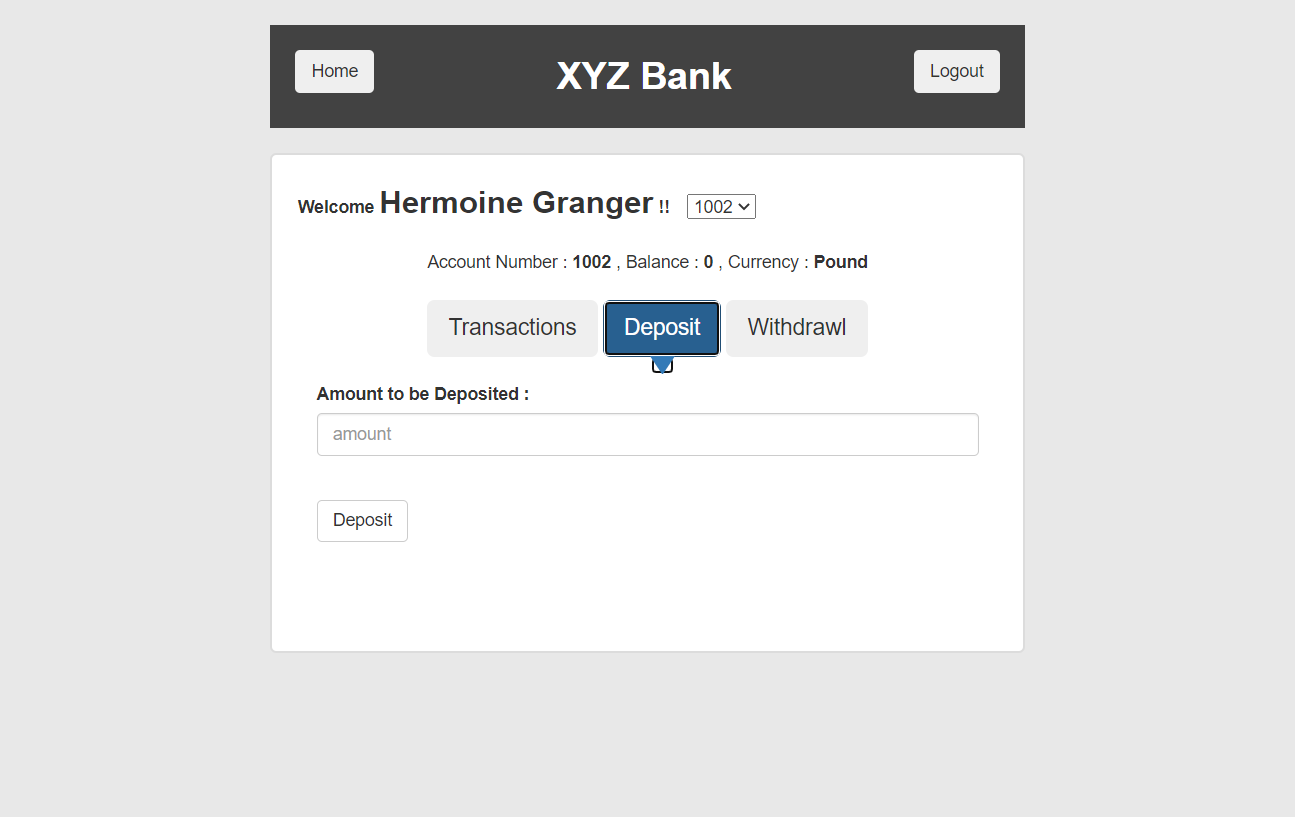 Home XYZ Bank Logout
Welcome Hermoine Granger !! 1002
Account Number : 1002 , Balance : 0 , Currency : Pound
Transactions Deposit Withdrawl
Amount to be Deposited :
amount
Deposit